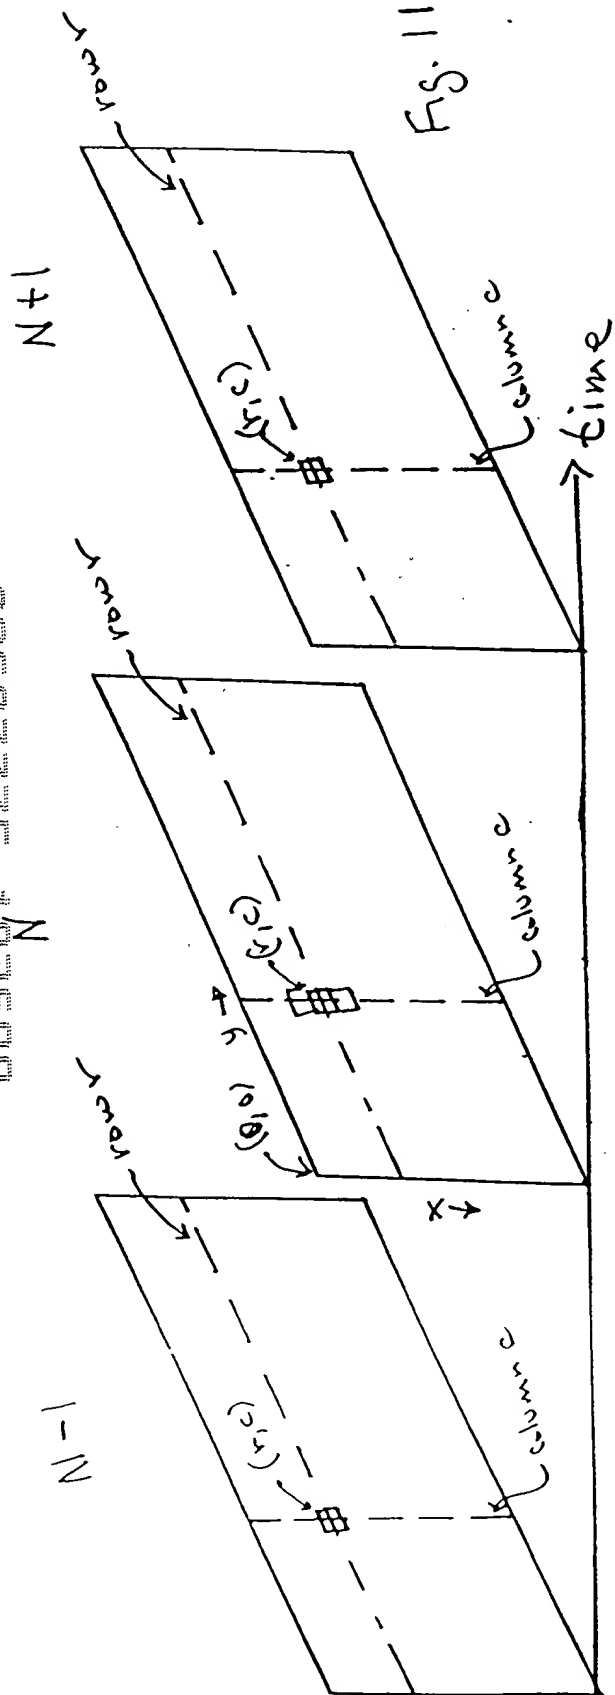 N-1
N
N+1
row r
row r
row r
(r,c)
(0,0)
y
(r,c)
(r,c)
x
column c
column c
column c
time
Fig. 11